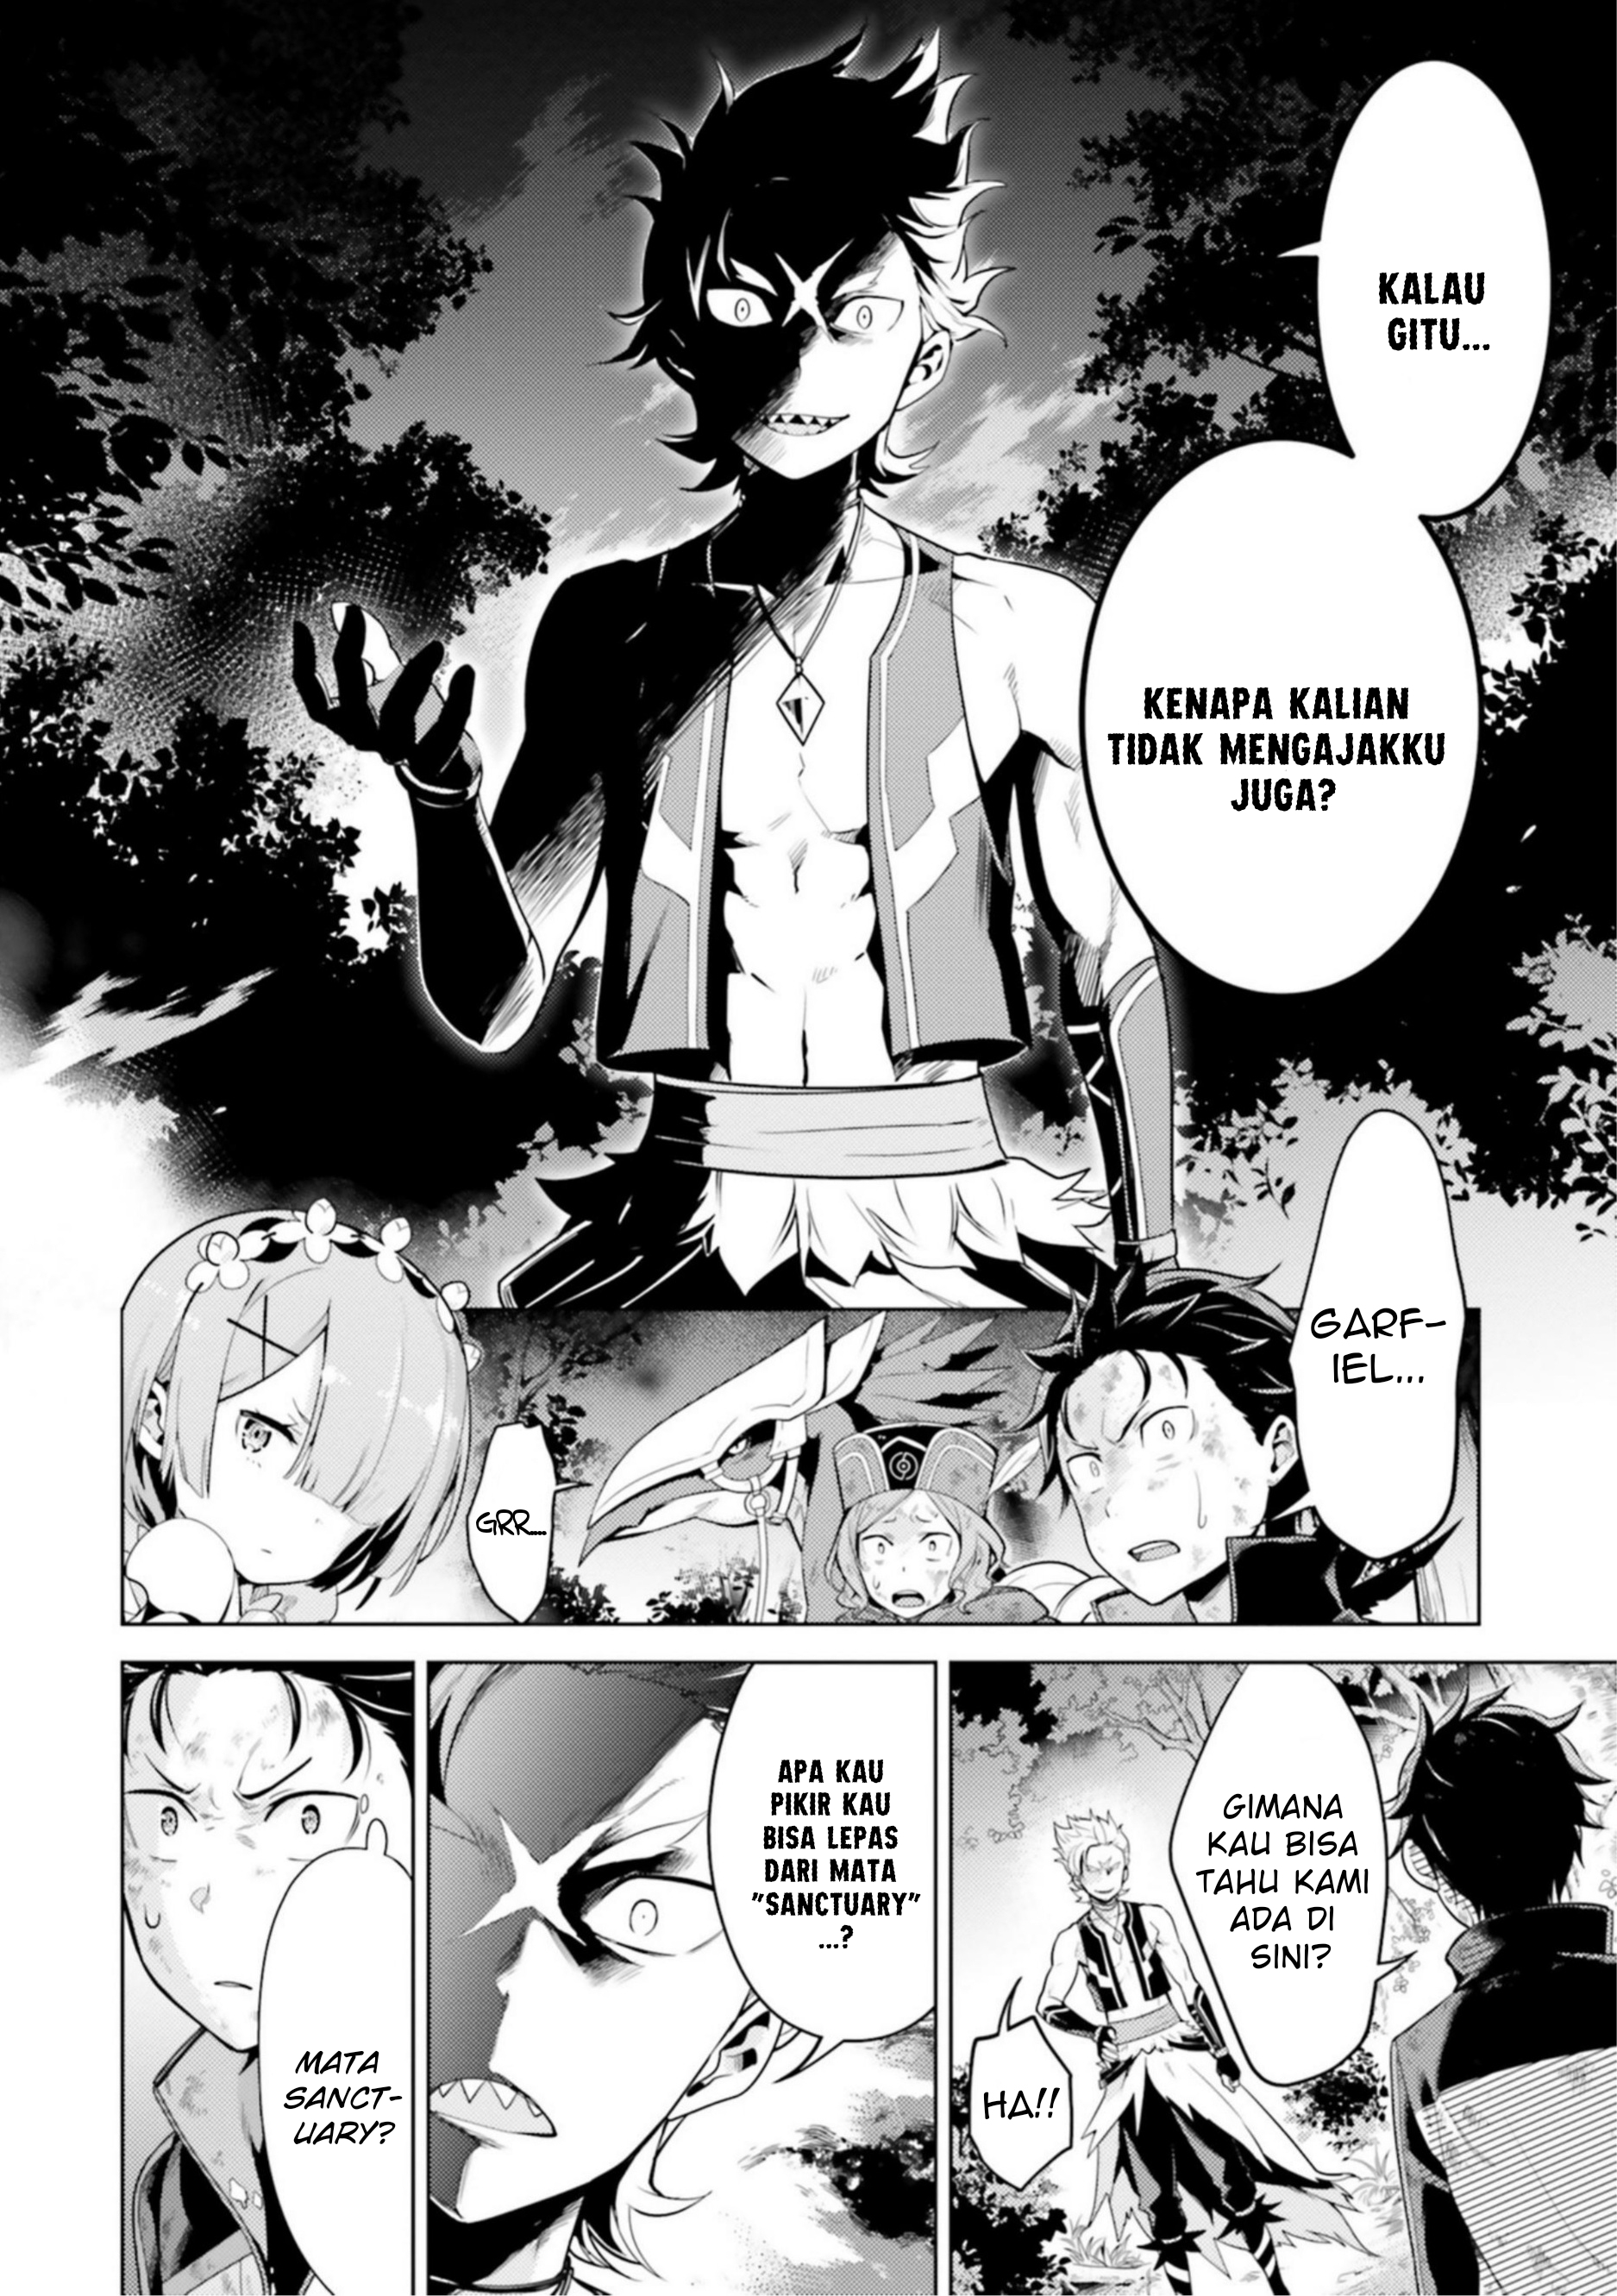 KALAU
GITU...
KENAPA KALIAN
TIDAK MENGAJAKKU
JUGA?
GARF-
IEL...
GRR....
GIMANA
KAU BISA
TAHU KAMI
ADA DI
SINI?
HA!!
APA KAU
PIKIR KAU
BISA LEPAS
DARI MATA
"SANCTUARY"
...?
MATA
SANCT-
UARY?